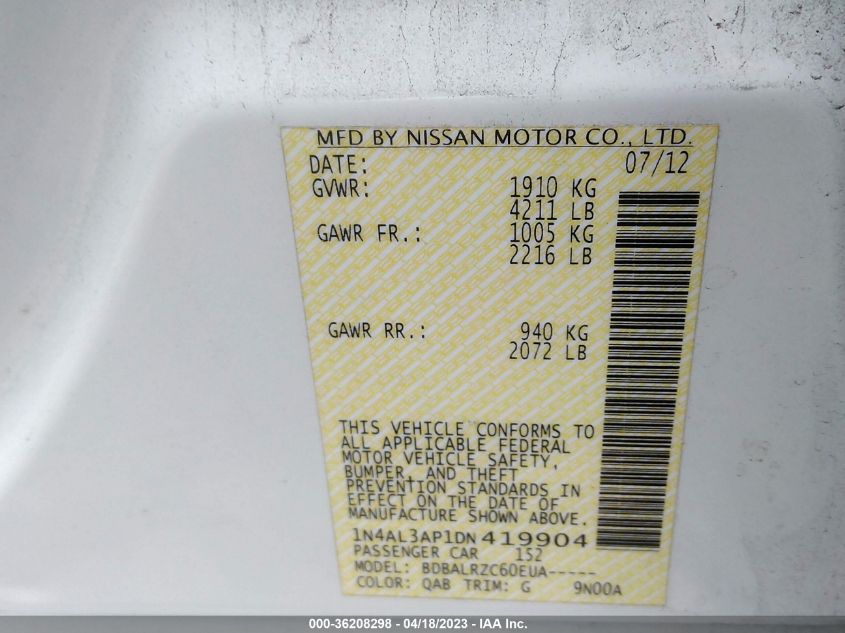 MFD BY NISSAN MOTOR CO., LTD.
DATE: 07/12
GVWR: 1910 KG
4211 LB
GAWR FR.: 1005 KG
2216 LB
GAWR RR.: 940 KG
2072 LB
THIS VEHICLE CONFORMS TO
ALL APPLICABLE FEDERAL
MOTOR VEHICLE SAFETY,
BUMPER, AND THEFT
PREVENTION STANDARDS IN
EFFECT ON THE DATE OF
MANUFACTURE SHOWN ABOVE.
1N4AL3AP1DN 419904
PASSENGER CAR 152
MODEL: BDBALRZC60EUA-----
COLOR: QAB TRIM: G 9N00A
000-36208298 - 04/18/2023 - IAA Inc.